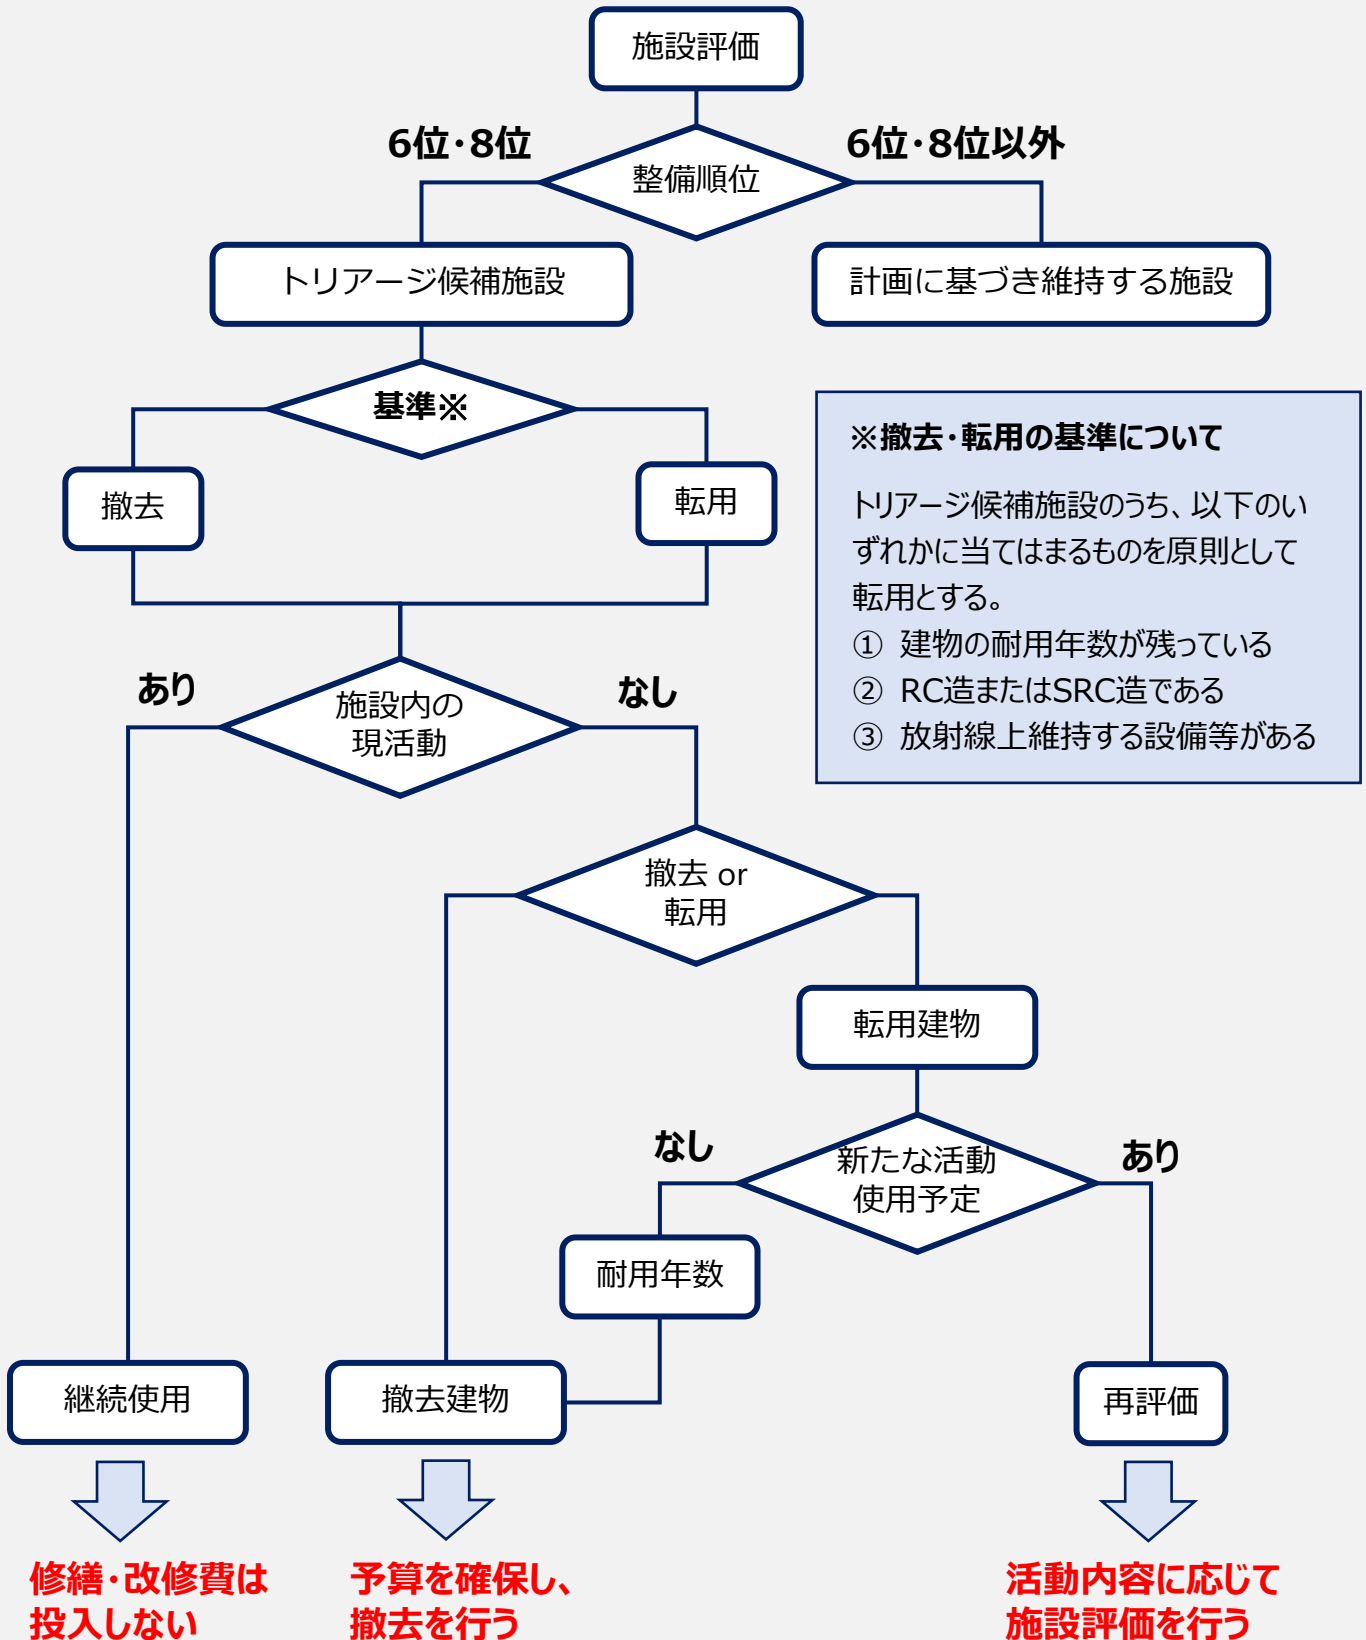 施設評価
6位・8位
6位・8位以外
整備順位
トリアージ候補施設
計画に基づき維持する施設
基準※
撤去
転用
※撤去・転用の基準について
トリアージ候補施設のうち、以下のい
ずれかに当てはまるものを原則として
転用とする。
① 建物の耐用年数が残っている
② RC造またはSRC造である
③ 放射線上維持する設備等がある
あり
なし
施設内の
現活動
撤去 or
転用
転用建物
なし
あり
新たな活動
使用予定
耐用年数
継続使用
撤去建物
再評価
修繕・改修費は
投入しない
予算を確保し、
撤去を行う
活動内容に応じて
施設評価を行う